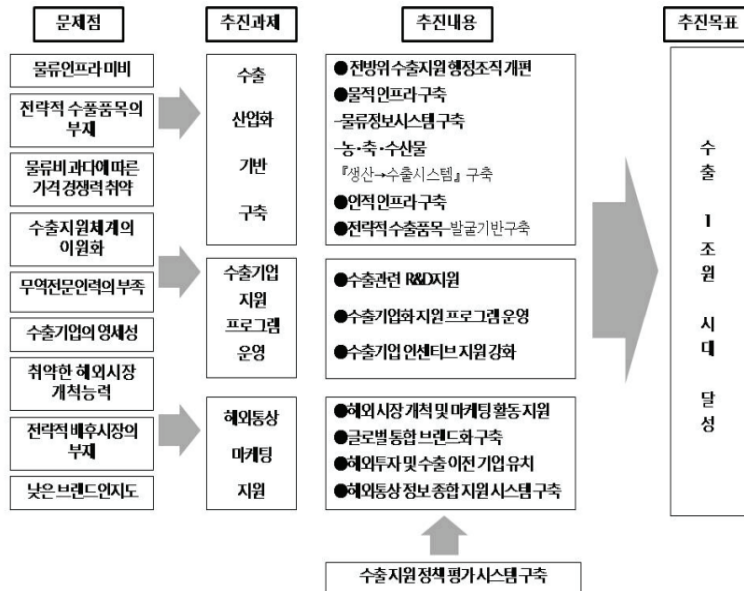 문제점
물류인프라 미비
전략적 수풀품목의
부재
물류비 과다에 따른
가격 경쟁력 취약
수출지원체계의
이원화
무역전문인력의 부족
수출기업의 영세성
취약한 해외시장
개척능력
전략적 배후시장의
부재
낮은 브랜드인지도
추진과제
수출
산업화
기반
구축
수출기업
지원
프로그램
운영
해외통상
마케팅
지원
추진내용
●전방위 수출지원 행정조직 개편
●물적 인프라 구축
-물류정보시스템 구축
-농·축·수산물
『생산→수출시스템』 구축
●인적 인프라 구축
●전략적 수출품목-발굴기반구축
●수출관련 R&D지원
●수출기업화 지원 프로그램 운영
●수출기업 인센티브 지원 강화
●해외 시장 개척 및 마케팅 활동 지원
●글로벌 통합 브랜드화 구축
●해외투자 및 수출 이전 기업 유치
●해외통상 정보 종합 지원 시스템 구축
수출 지원 정책 평가 시스템 구축
추진목표
수
출
1
조
원
시
대
달
성